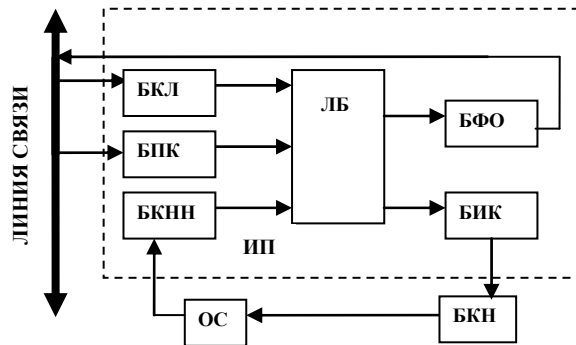 ЛИНИЯ СВЯЗИ
БКЛ
ЛБ
БФО
БПК
БКНН
БИК
ИП
ОС
БКН